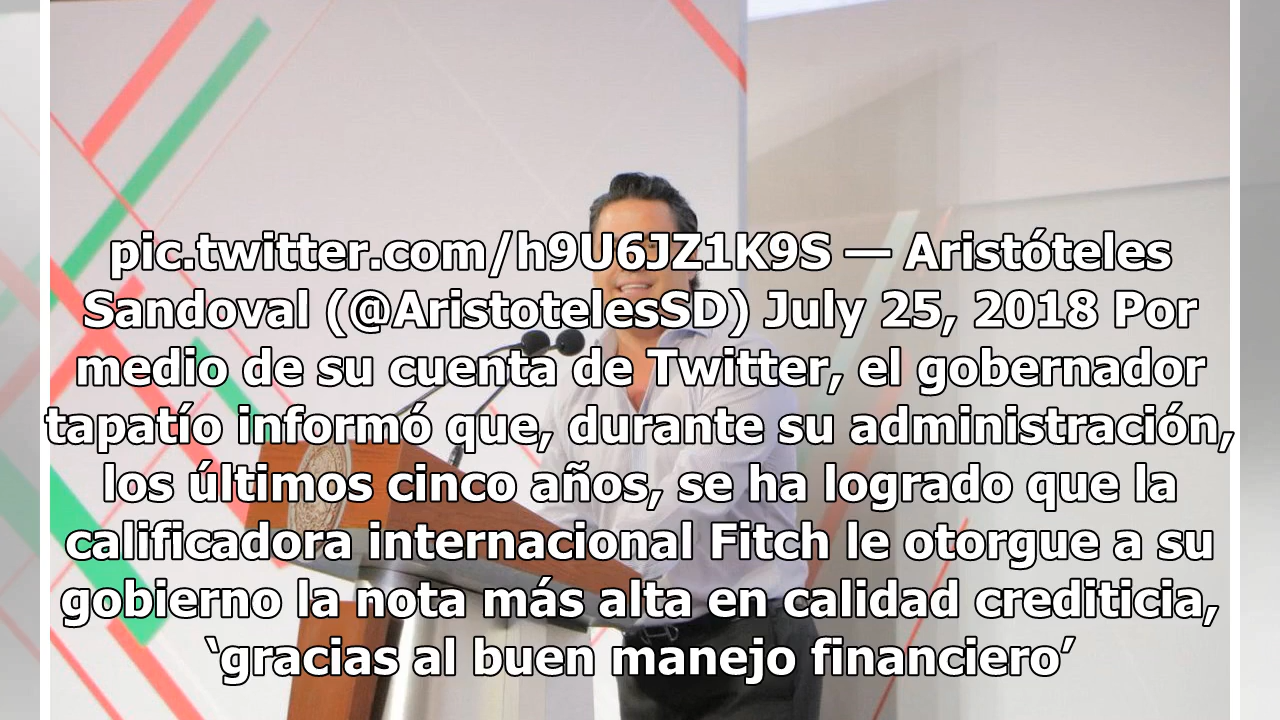 pic.twitter.com/h9U6JZ1K9S — Aristóteles
Sandoval (@AristotelesSD) July 25, 2018 Por
medio de su cuenta de Twitter, el gobernador
tapatío informó que, durante su administración,
los últimos cinco años, se ha logrado que la
calificadora internacional Fitch le otorgue a su
gobierno la nota más alta en calidad crediticia,
‘gracias al buen manejo financiero’